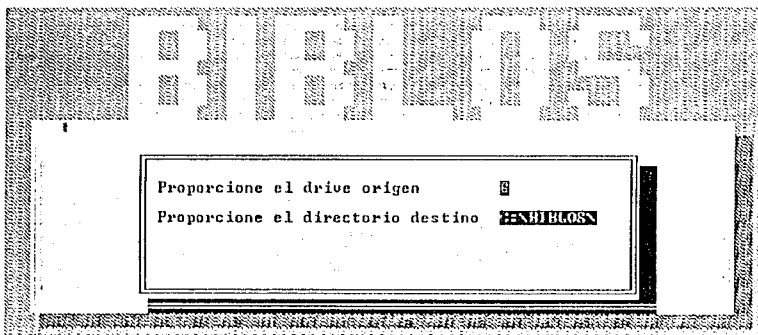 BIBLOS
Proporcione el drive origen
Proporcione el directorio destino :\BIBLOS\